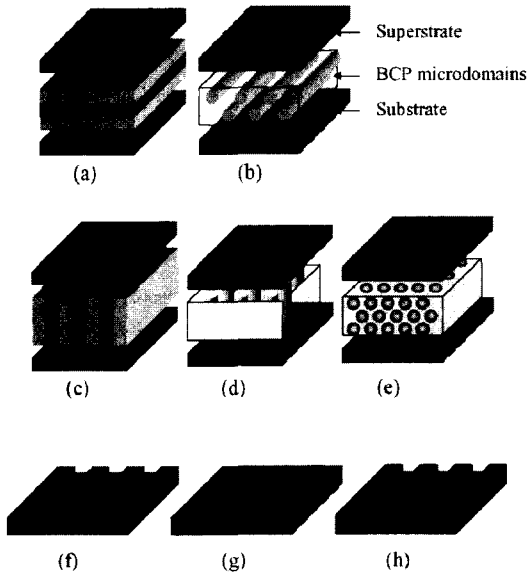 Superstrate
BCP microdomains
Substrate
(a)
(b)
(c)
(d)
(e)
(f)
(g)
(h)